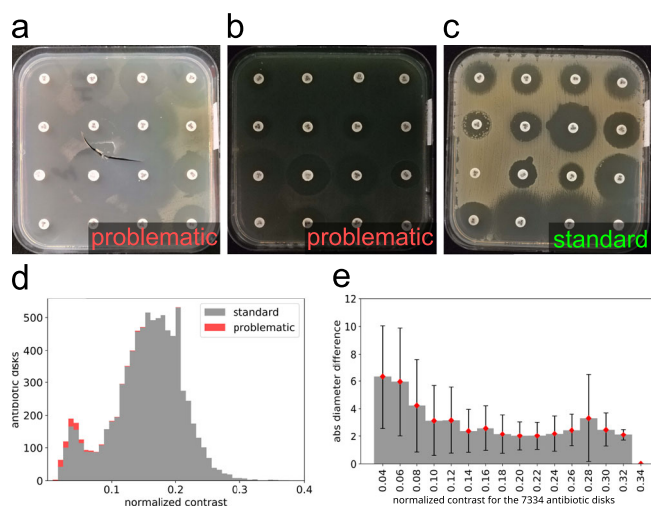 a
b
c
problematic
problematic
standard
d
e
500
400
300
200
100
0
antibiotic disks
standard
problematic
0.1
0.2
0.3
0.4
normalized contrast
12
10
8
6
4
2
0
abs diameter difference
0.04
0.06
0.08
0.10
0.12
0.14
0.16
0.18
0.20
0.22
0.24
0.26
0.28
0.30
0.32
0.34
normalized contrast for the 7334 antibiotic disks